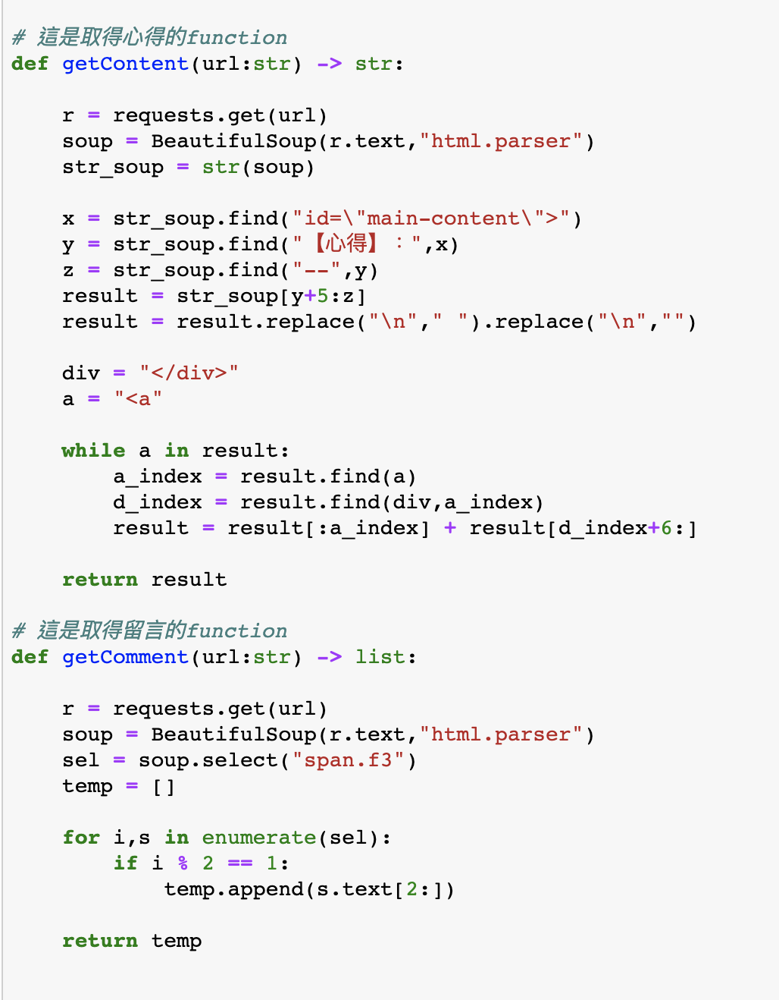 # 這是取得心得的function
def getContent(url:str) -> str:
    r = requests.get(url)
    soup = BeautifulSoup(r.text,"html.parser")
    str_soup = str(soup)
    x = str_soup.find("id=\"main-content\">")
    y = str_soup.find("【心得】：",x)
    z = str_soup.find("--",y)
    result = str_soup[y+5:z]
    result = result.replace("\n"," ").replace("\n","")
    div = "</div>"
    a = "<a"
    while a in result:
        a_index = result.find(a)
        d_index = result.find(div,a_index)
        result = result[:a_index] + result[d_index+6:]
    return result
# 這是取得留言的function
def getComment(url:str) -> list:
    r = requests.get(url)
    soup = BeautifulSoup(r.text,"html.parser")
    sel = soup.select("span.f3")
    temp = []
    for i,s in enumerate(sel):
        if i % 2 == 1:
            temp.append(s.text[2:])
    return temp